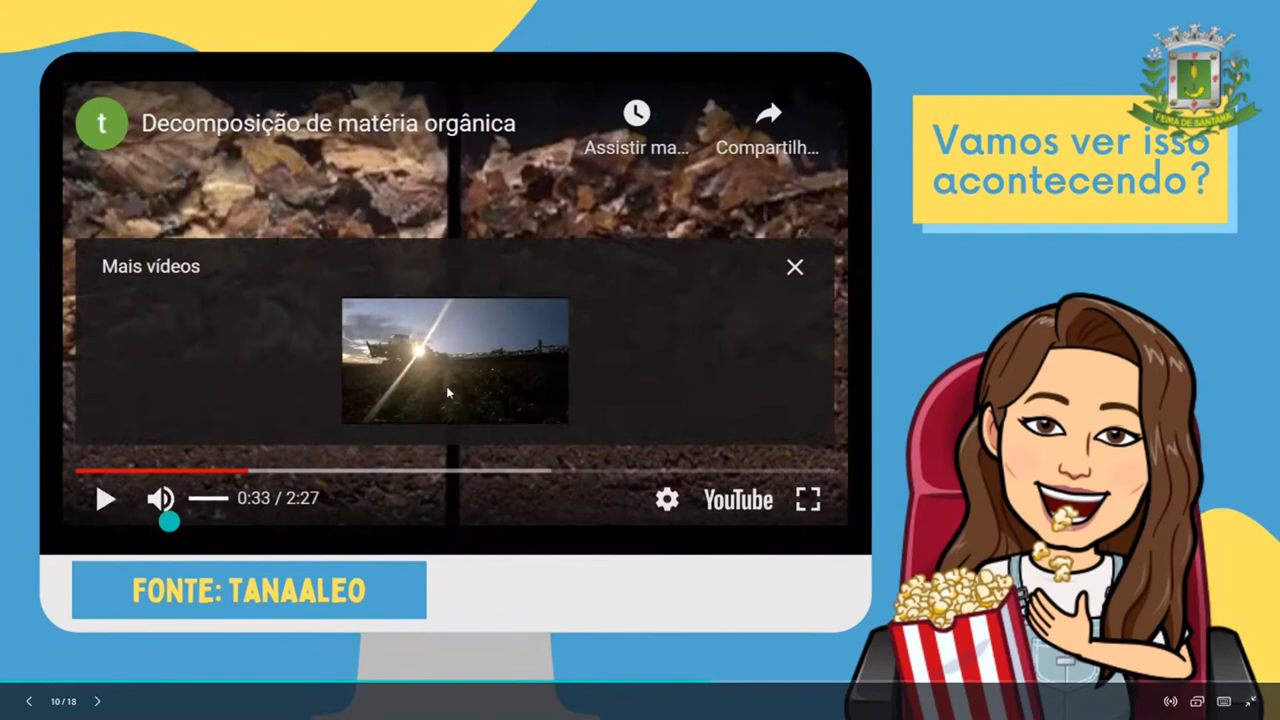 t
Decomposição de matéria orgânica
Assistir ma...
Compartilh...
FEIRA DE SANTANA
Vamos ver isso
acontecendo?
Mais vídeos
0:33 / 2:27
YouTube
FONTE: TANAALEO
10 / 18